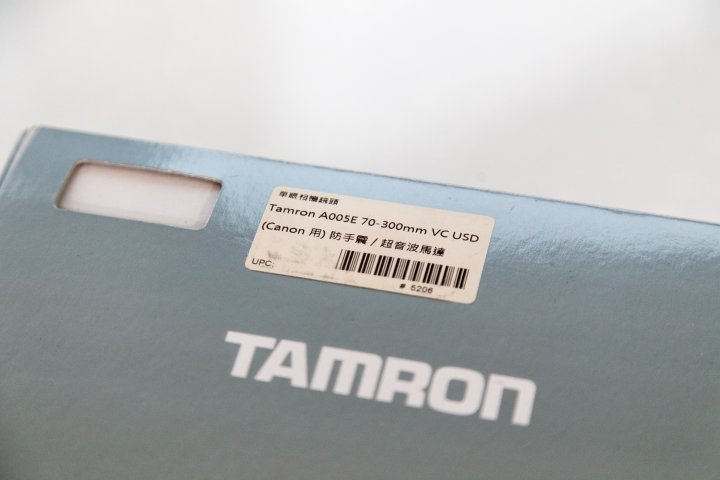 單眼相機鏡頭
Tamron A005E 70-300mm VC USD
(Canon 用) 防手震 / 超音波馬達
UPC:
# 5206
TAMRON